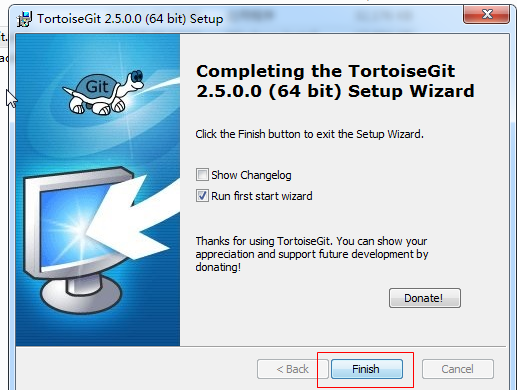 TortoiseGit 2.5.0.0 (64 bit) Setup
Git
Completing the TortoiseGit
2.5.0.0 (64 bit) Setup Wizard
Click the Finish button to exit the Setup Wizard.
Show Changelog
Run first start wizard
Thanks for using TortoiseGit. You can show your
appreciation and support future development by
donating!
Donate!
< Back
Finish
Cancel